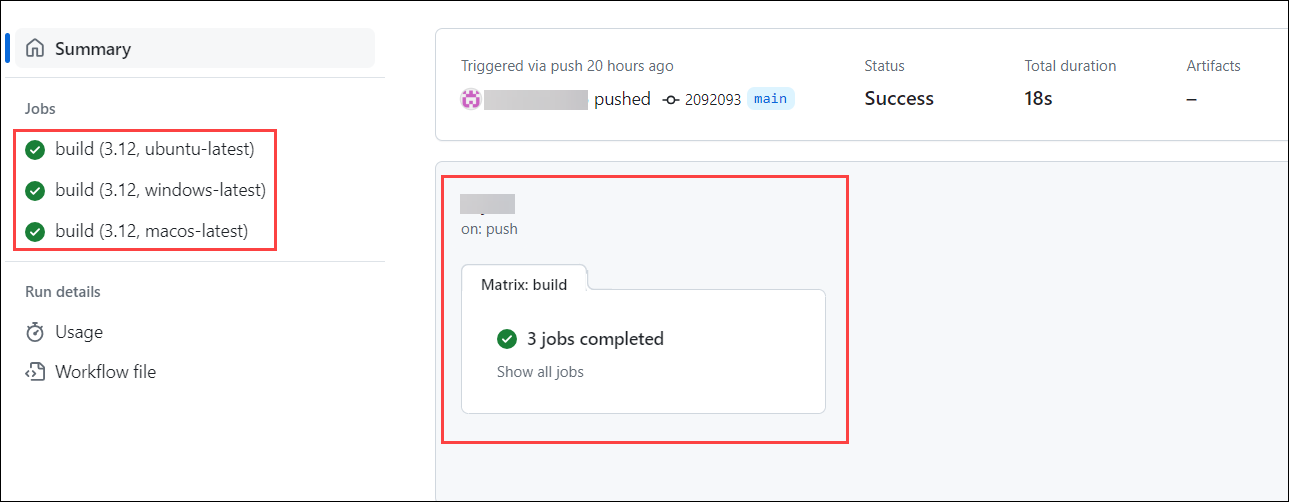 Summary
Jobs
build (3.12, ubuntu-latest)
build (3.12, windows-latest)
build (3.12, macos-latest)
Run details
Usage
Workflow file
Triggered via push 20 hours ago
pushed 2092093 main
Status
Success
Total duration
18s
Artifacts
–
on: push
Matrix: build
3 jobs completed
Show all jobs